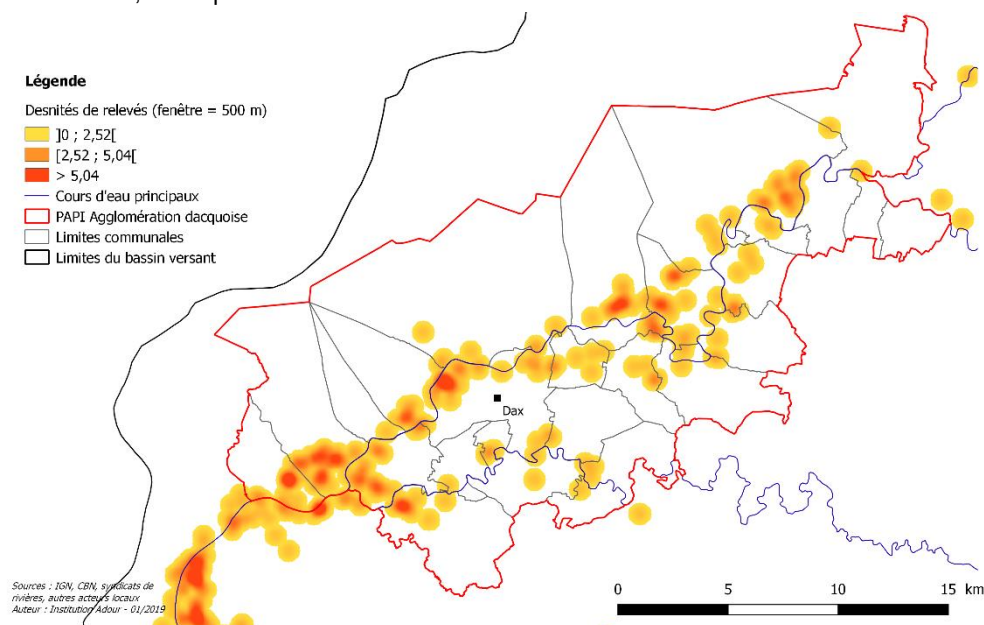 Légende
Desnités de relevés (fenêtre = 500 m)
]0 ; 2,52[
[2,52 ; 5,04[
> 5,04
Cours d'eau principaux
PAPI Agglomération dacquoise
Limites communales
Limites du bassin versant
Dax
Sources : IGN, CBN, syndicats de
rivières, autres acteurs locaux
Auteur : Institution Adour - 01/2019
0 5 10 15 km